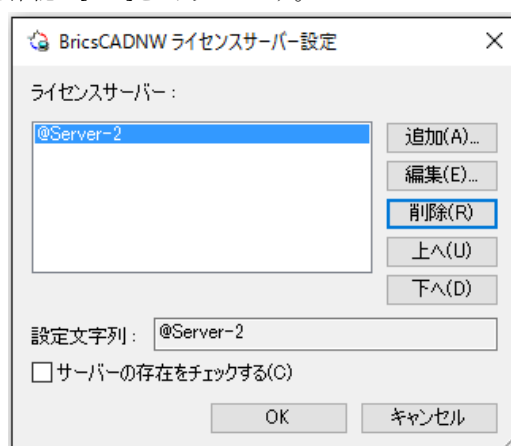 BricsCADNW ライセンスサーバー設定
ライセンスサーバー：
@Server-2
追加(A)...
編集(E)...
削除(R)
上へ(U)
下へ(D)
設定文字列： @Server-2
サーバーの存在をチェックする(C)
OK キャンセル